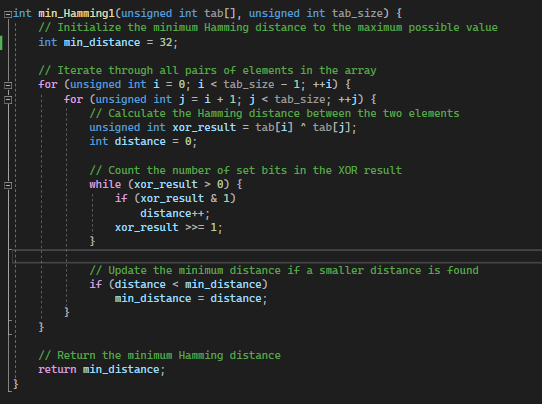 int min_Hamming1(unsigned int tab[], unsigned int tab_size) {
    // Initialize the minimum Hamming distance to the maximum possible value
    int min_distance = 32;

    // Iterate through all pairs of elements in the array
    for (unsigned int i = 0; i < tab_size - 1; ++i) {
        for (unsigned int j = i + 1; j < tab_size; ++j) {
            // Calculate the Hamming distance between the two elements
            unsigned int xor_result = tab[i] ^ tab[j];
            int distance = 0;

            // Count the number of set bits in the XOR result
            while (xor_result > 0) {
                if (xor_result & 1)
                    distance++;
                xor_result >>= 1;
            }

            // Update the minimum distance if a smaller distance is found
            if (distance < min_distance)
                min_distance = distance;
        }
    }

    // Return the minimum Hamming distance
    return min_distance;
}